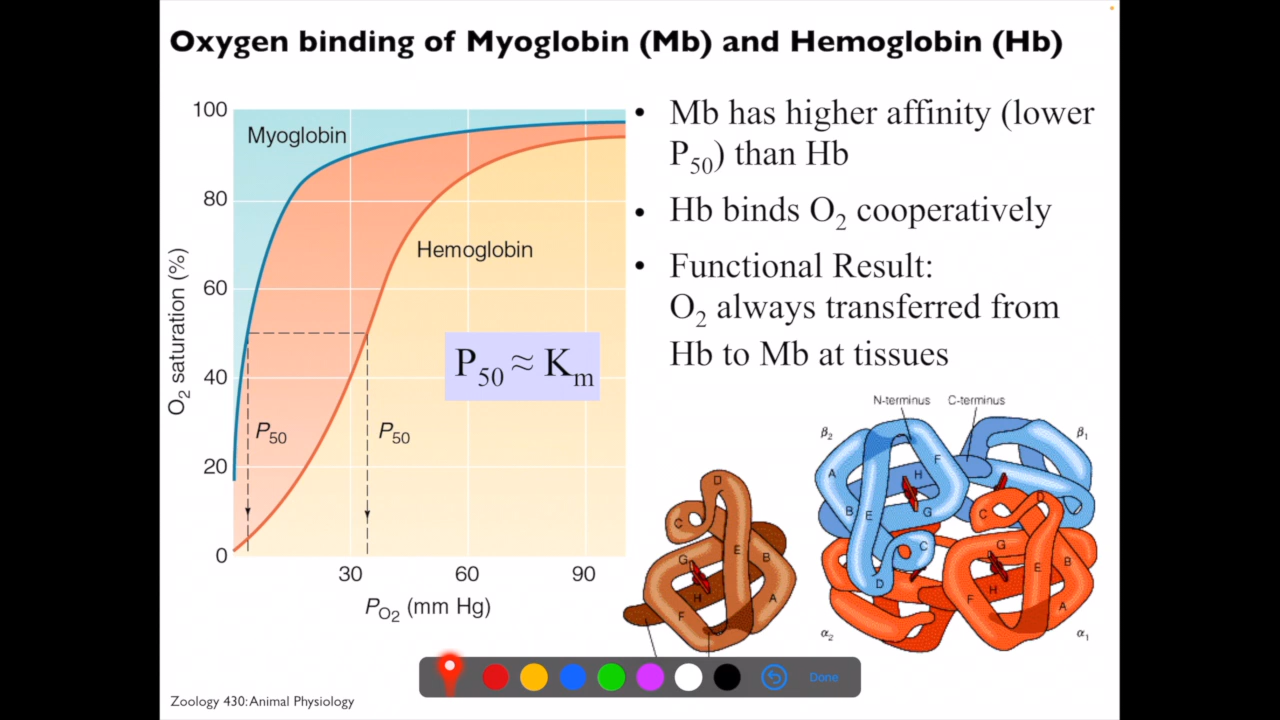 Oxygen binding of Myoglobin (Mb) and Hemoglobin (Hb)
100
80
60
40
20
0
O2 saturation (%)
Myoglobin
Hemoglobin
P50 ≈ Km
P50
P50
30 60 90
PO2 (mm Hg)
• Mb has higher affinity (lower
P50) than Hb
• Hb binds O2 cooperatively
• Functional Result:
O2 always transferred from
Hb to Mb at tissues
D
C
E
G
B
H
A
F
N-terminus C-terminus
β2
β1
A
F
H
B
E
G
C
D
C
D
G
E
B
H
F
A
α2
α1
Done
Zoology 430: Animal Physiology